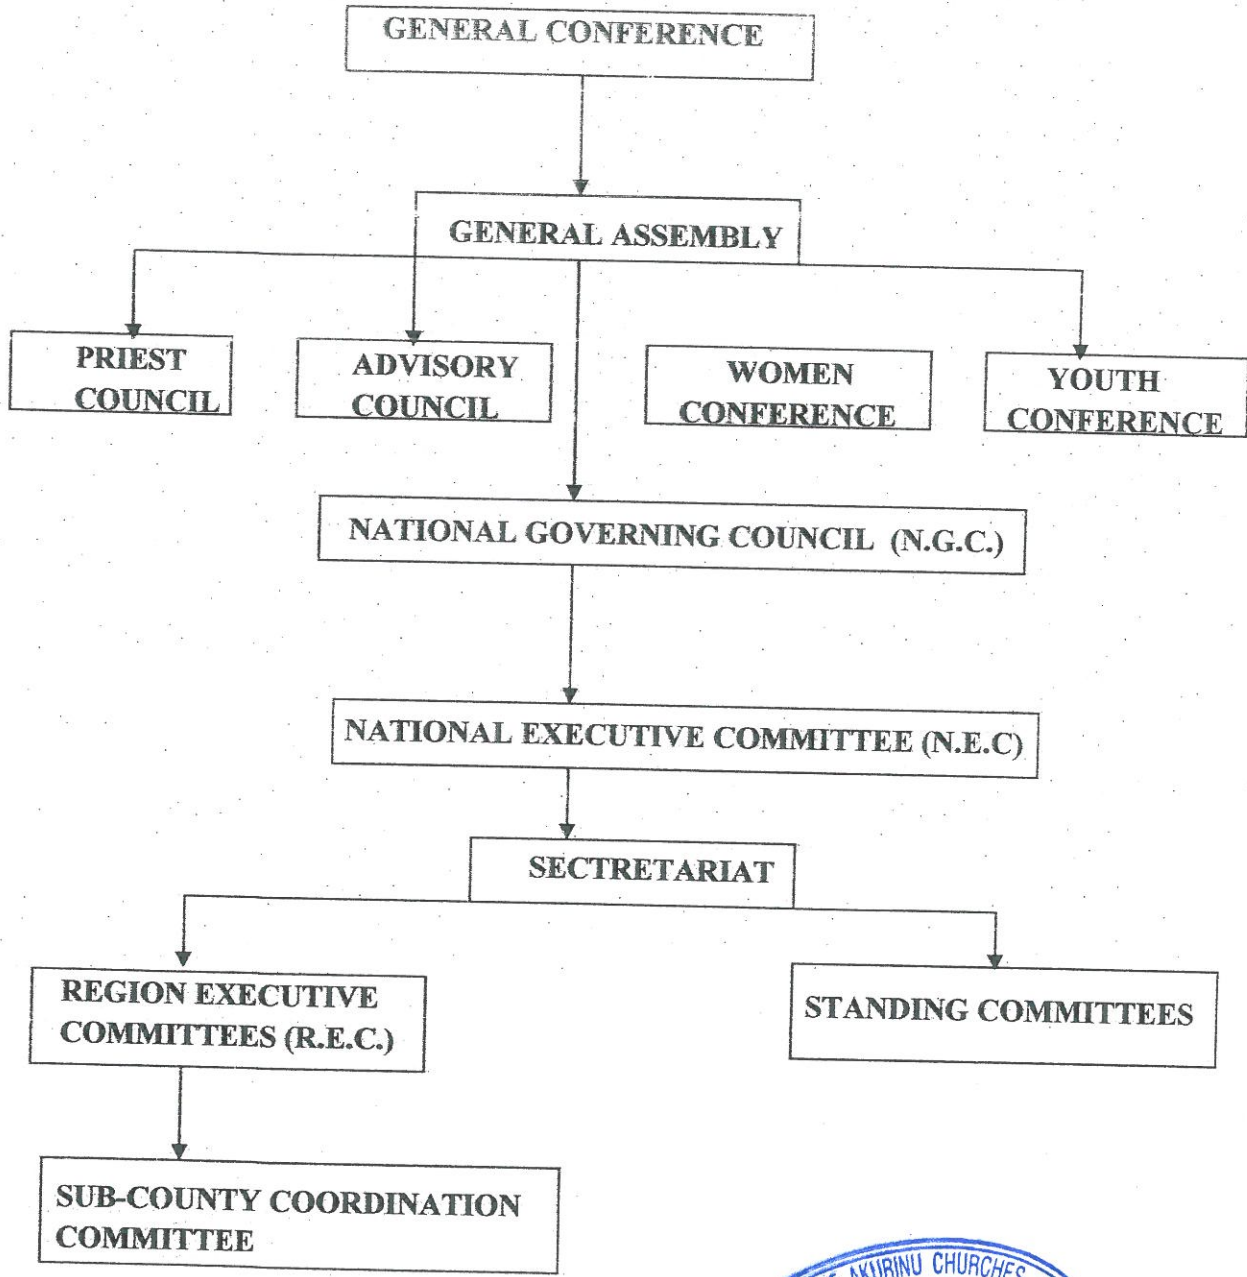 GENERAL CONFERENCE
GENERAL ASSEMBLY
PRIEST
COUNCIL
ADVISORY
COUNCIL
WOMEN
CONFERENCE
YOUTH
CONFERENCE
NATIONAL GOVERNING COUNCIL (N.G.C.)
NATIONAL EXECUTIVE COMMITTEE (N.E.C)
SECTRETARIAT
REGION EXECUTIVE
COMMITTEES (R.E.C.)
STANDING COMMITTEES
SUB-COUNTY COORDINATION
COMMITTEE
AKURINU CHURCHES